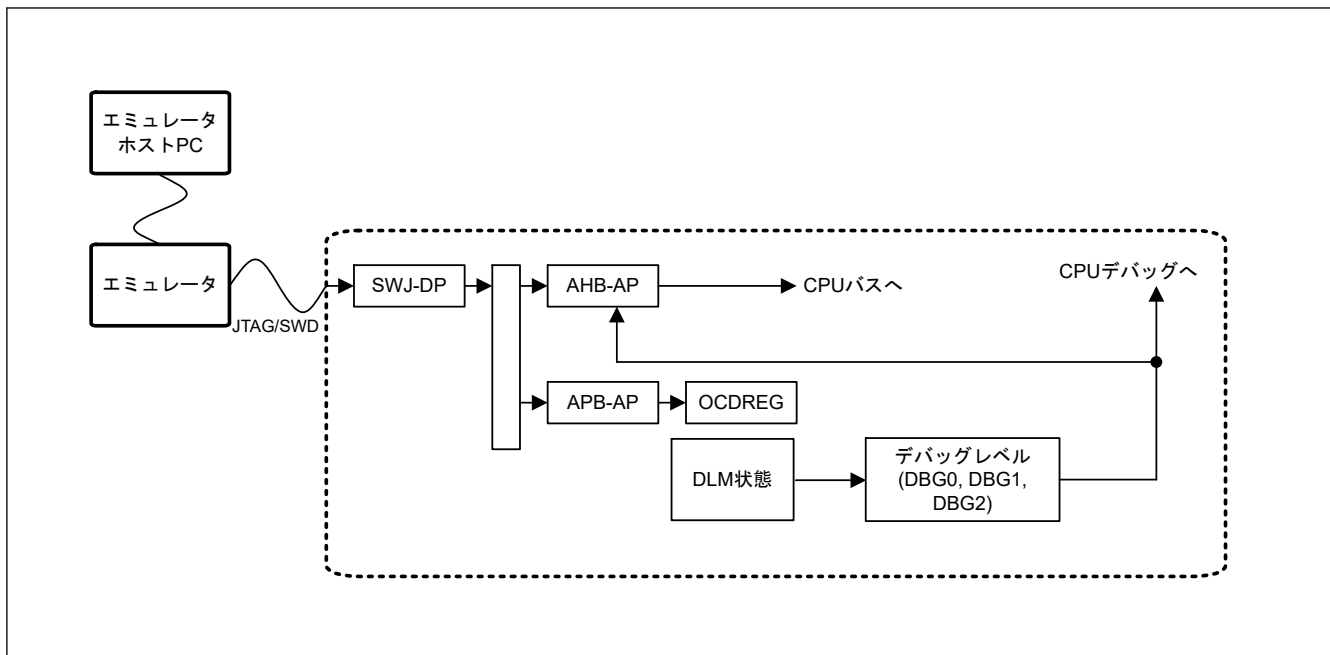 エミュレータ
ホストPC
エミュレータ
JTAG/SWD
SWJ-DP
AHB-AP
CPUバスへ
CPUデバッグへ
APB-AP
OCDREG
DLM状態
デバッグレベル
(DBG0, DBG1,
DBG2)